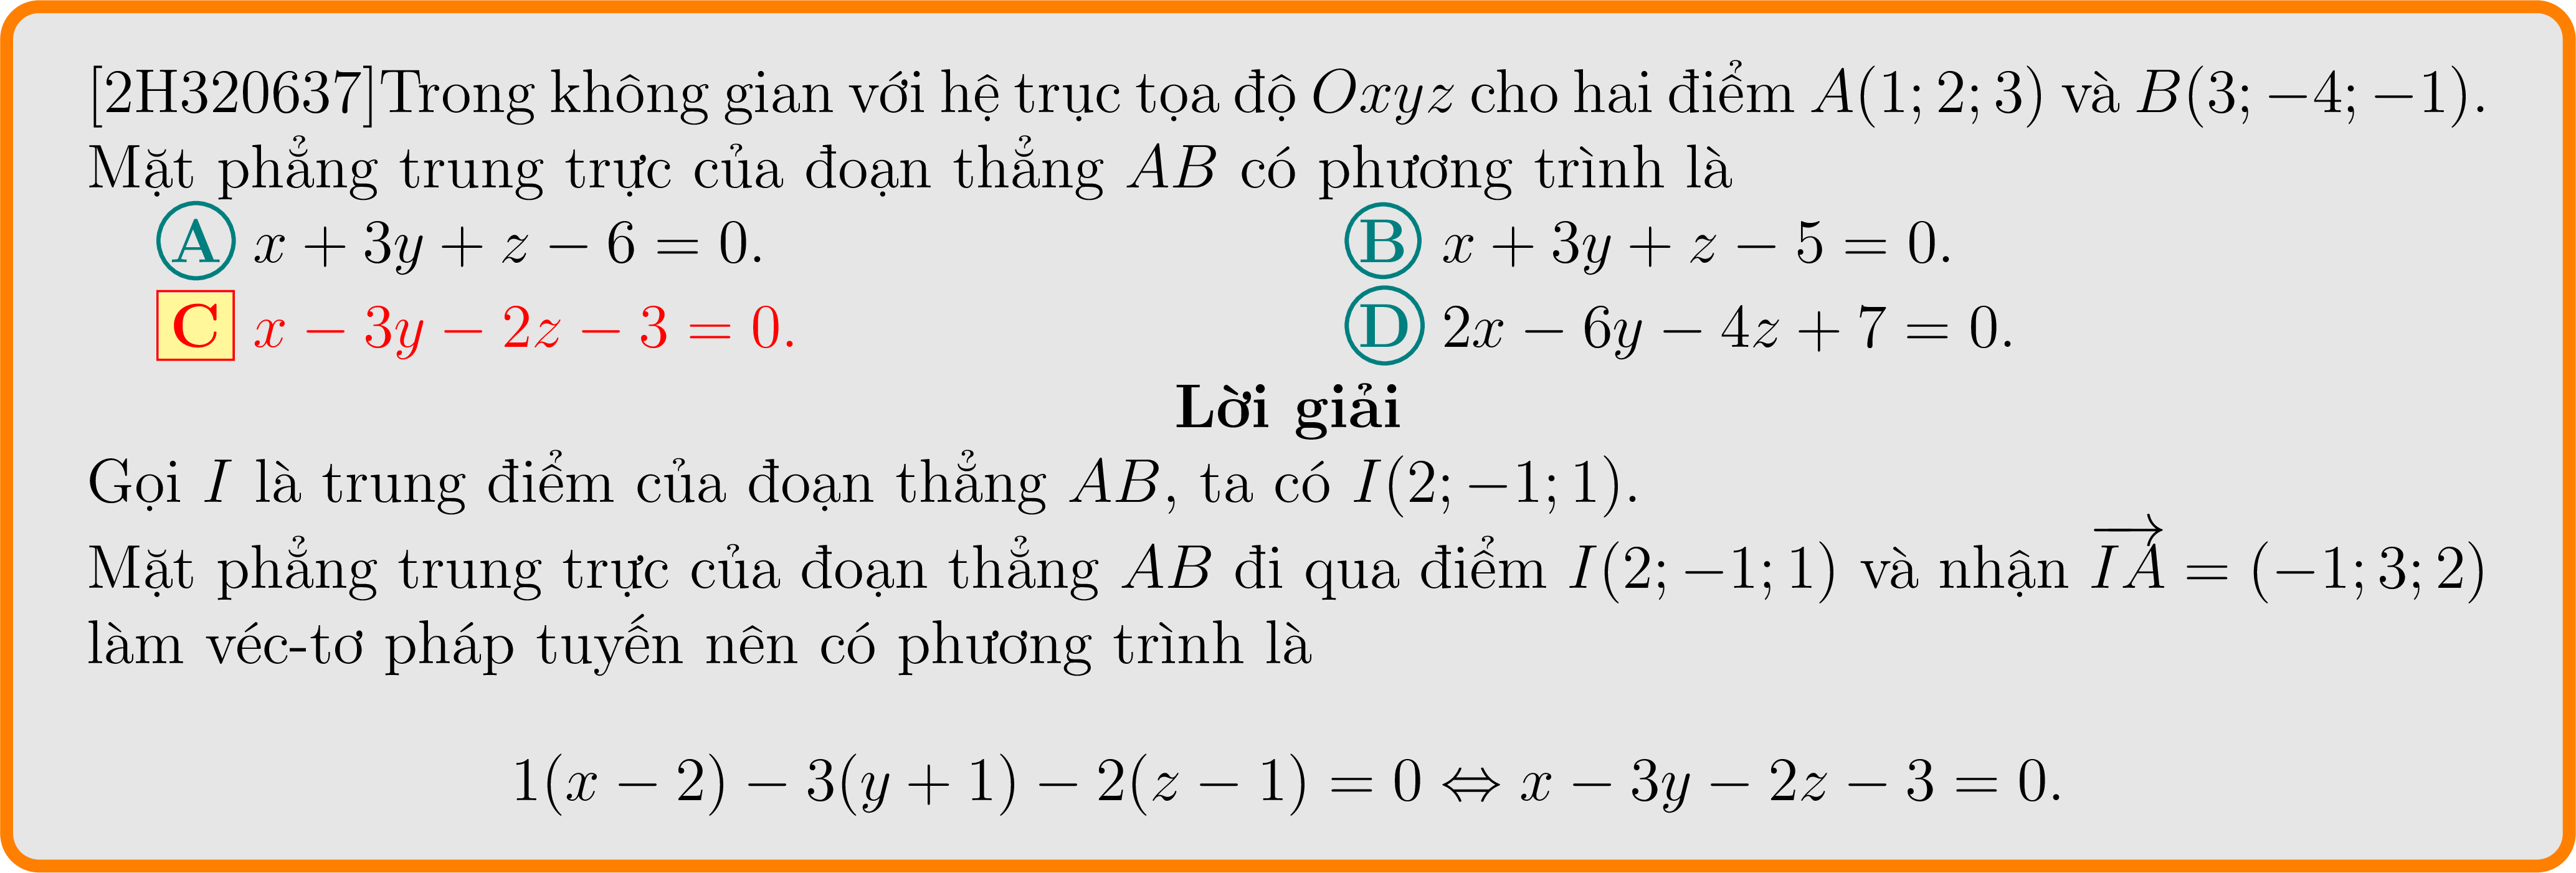 [2H320637]Trong không gian với hệ trục tọa độ Oxyz cho hai điểm A(1; 2; 3) và B(3; −4; −1).
Mặt phẳng trung trực của đoạn thẳng AB có phương trình là
A x + 3y + z − 6 = 0. B x + 3y + z − 5 = 0.
C x − 3y − 2z − 3 = 0. D 2x − 6y − 4z + 7 = 0.
Lời giải
Gọi I là trung điểm của đoạn thẳng AB, ta có I(2; −1; 1).
Mặt phẳng trung trực của đoạn thẳng AB đi qua điểm I(2; −1; 1) và nhận $\overrightarrow{IA}$ = (−1; 3; 2)
làm véc-tơ pháp tuyến nên có phương trình là
1(x − 2) − 3(y + 1) − 2(z − 1) = 0 ⇔ x − 3y − 2z − 3 = 0.